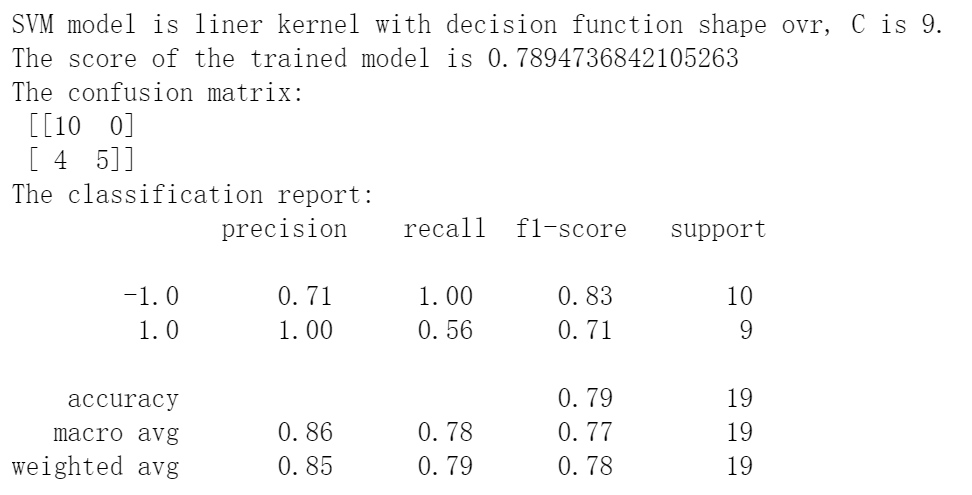 SVM model is liner kernel with decision function shape ovr, C is 9.
The score of the trained model is 0.7894736842105263
The confusion matrix:
[[10 0]
[ 4 5]]
The classification report:
precision recall f1-score support
-1.0 0.71 1.00 0.83 10
1.0 1.00 0.56 0.71 9
accuracy 0.79 19
macro avg 0.86 0.78 0.77 19
weighted avg 0.85 0.79 0.78 19